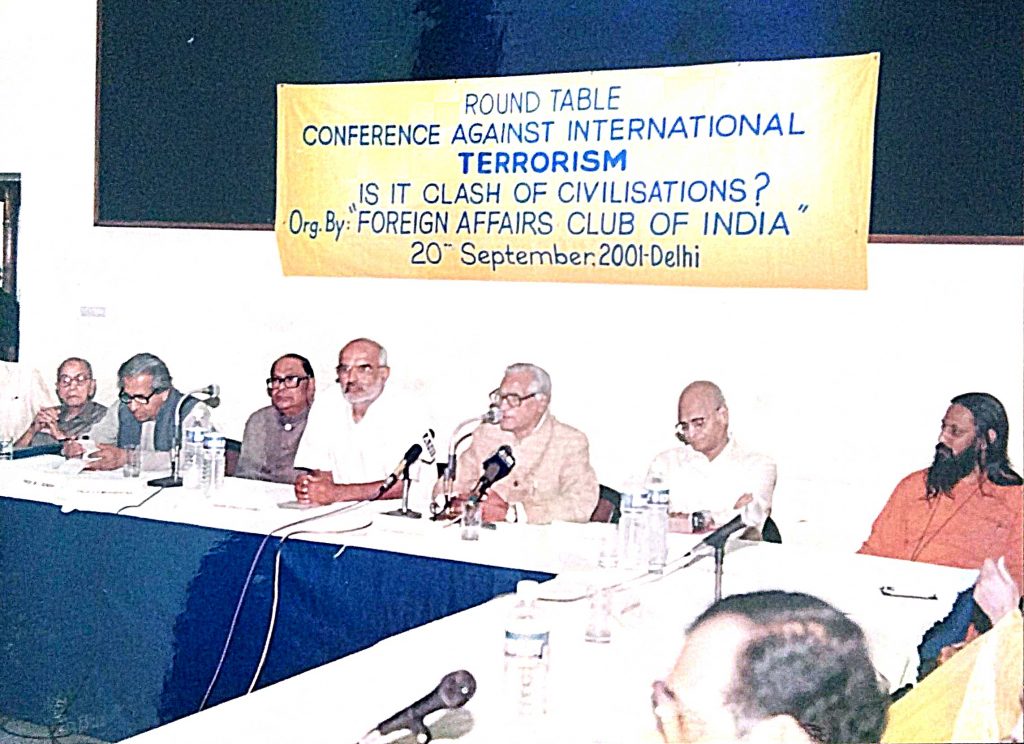 ROUND TABLE
CONFERENCE AGAINST INTERNATIONAL
TERRORISM
IS IT CLASH OF CIVILISATIONS?
Org. By: "FOREIGN AFFAIRS CLUB OF INDIA"
20TH September, 2001-Delhi